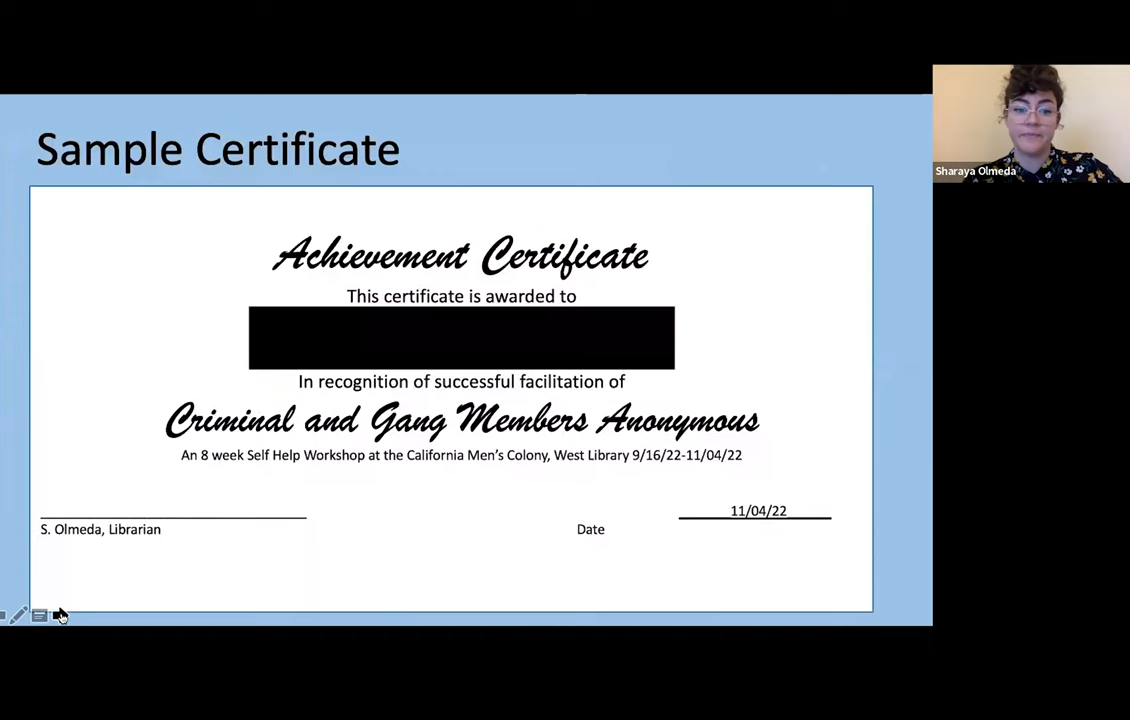 Sample Certificate
Achievement Certificate
This certificate is awarded to
In recognition of successful facilitation of
Criminal and Gang Members Anonymous
An 8 week Self Help Workshop at the California Men's Colony, West Library 9/16/22-11/04/22
11/04/22
S. Olmeda, Librarian
Date
Sharaya Olmeda